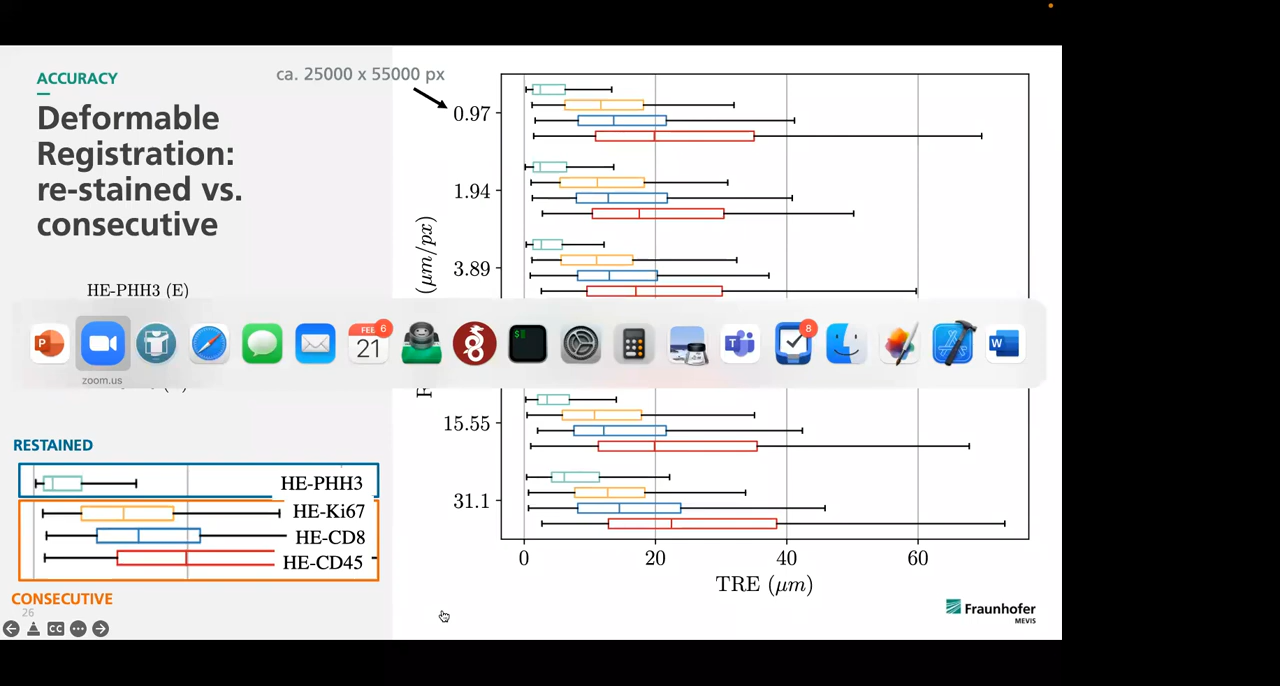 ACCURACY
Deformable
Registration:
re-stained vs.
consecutive
ca. 25000 x 55000 px
HE-PHH3 (E)
0.97
1.94
3.89
15.55
31.1
(μm/px)
0
20
40
60
TRE (μm)
FEB
6
21
8
zoom.us
RESTAINED
HE-PHH3
HE-Ki67
HE-CD8
HE-CD45
CONSECUTIVE
26
CC
Fraunhofer
MEVIS